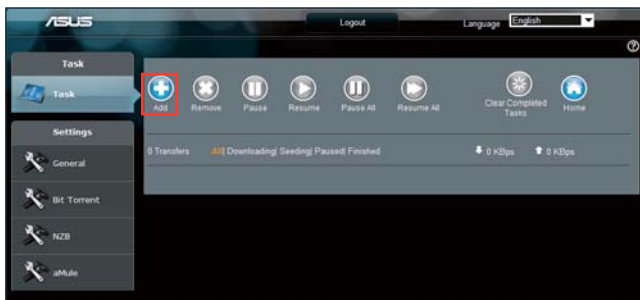 ASUS
Logout
Language English
Task
Task
Add Remove Pause Resume Pause All Resume All Clear Completed Tasks Home
Settings
0 Transfers All| Downloading| Seeding| Paused| Finished 0 KBps 0 KBps
General
Bit Torrent
NZB
aMule